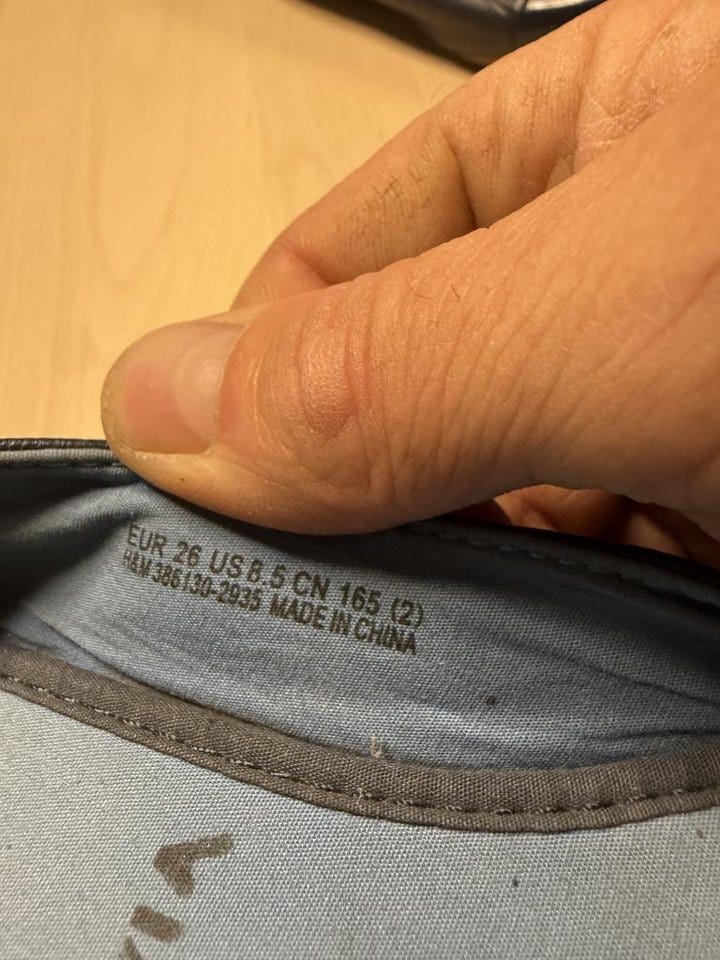 EUR 26 US 8.5 CN 165 (2)
H&M 386130-2935 MADE IN CHINA